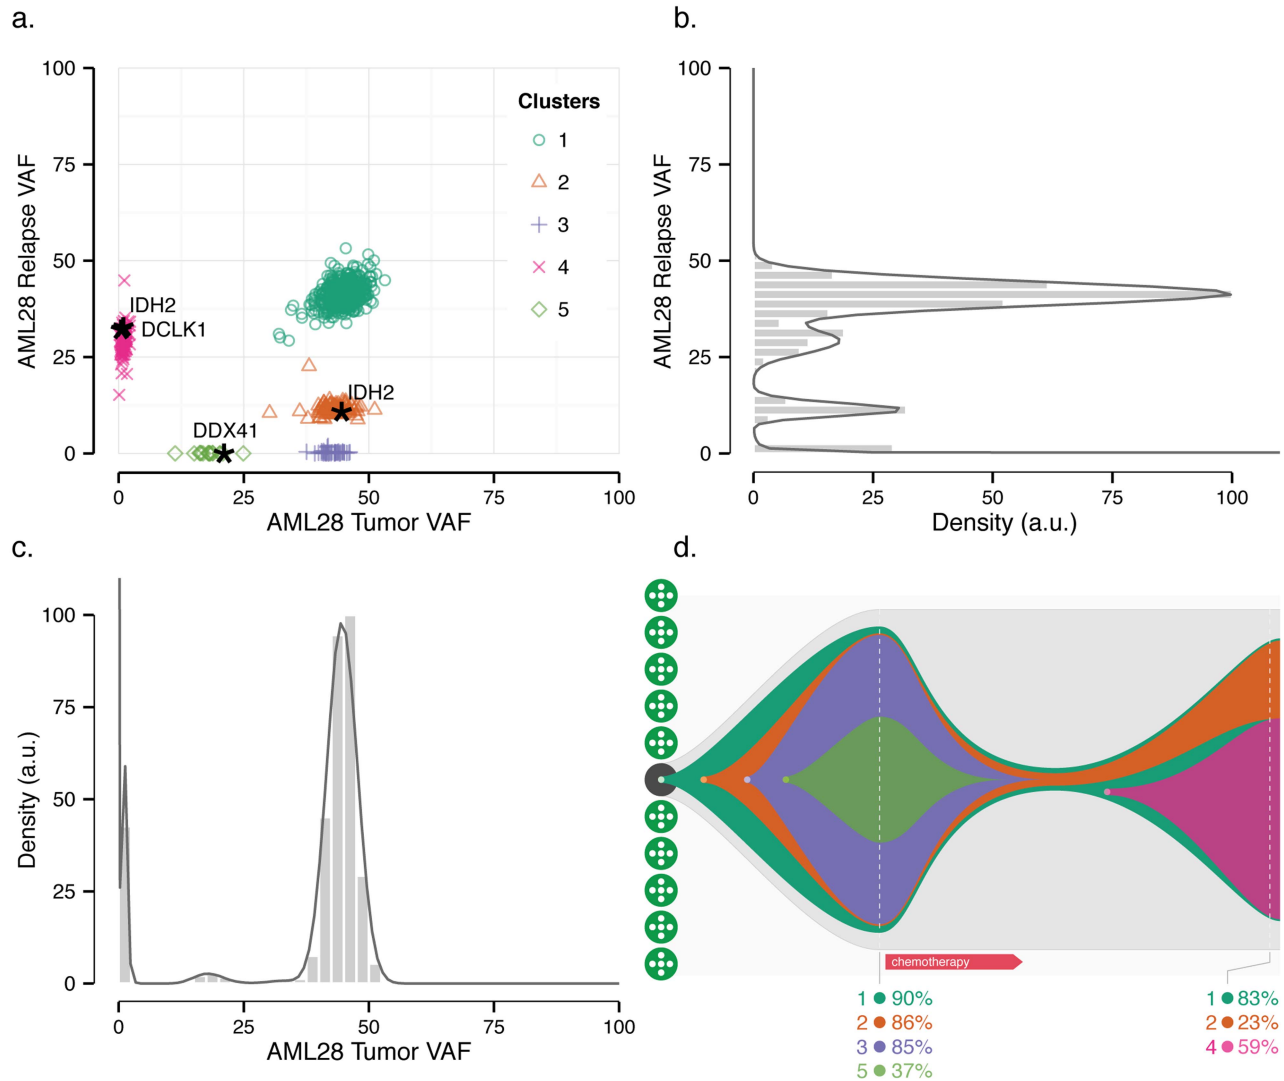 a.
100
75
50
25
0
AML28 Relapse VAF
Clusters
1
2
3
4
5
IDH2
DCLK1
IDH2
DDX41
0
25
50
75
100
AML28 Tumor VAF
b.
100
75
50
25
0
AML28 Relapse VAF
0
25
50
75
100
Density (a.u.)
c.
100
75
50
25
0
Density (a.u.)
0
25
50
75
100
AML28 Tumor VAF
d.
chemotherapy
1 90%
2 86%
3 85%
5 37%
1 83%
2 23%
4 59%